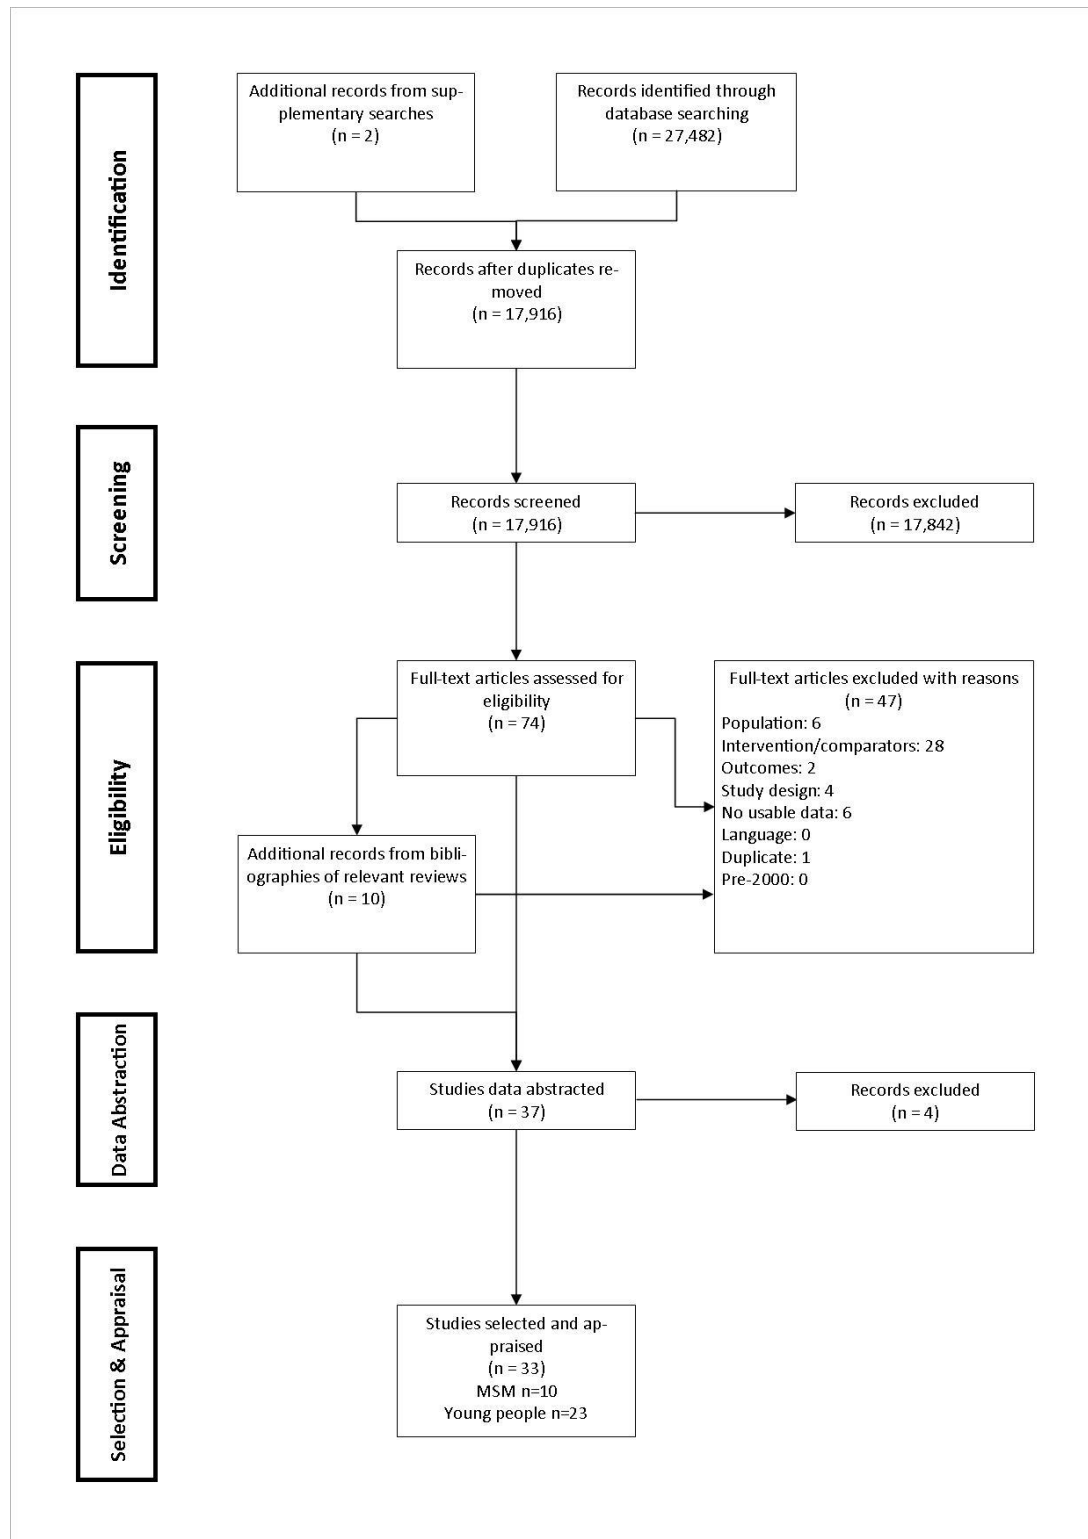 Identification
Additional records from sup-
plementary searches
(n = 2)
Records identified through
database searching
(n = 27,482)
Records after duplicates re-
moved
(n = 17,916)
Screening
Records screened
(n = 17,916)
Records excluded
(n = 17,842)
Eligibility
Full-text articles assessed for
eligibility
(n = 74)
Full-text articles excluded with reasons
(n = 47)
Population: 6
Intervention/comparators: 28
Outcomes: 2
Study design: 4
No usable data: 6
Language: 0
Duplicate: 1
Pre-2000: 0
Additional records from bibli-
ographies of relevant reviews
(n = 10)
Data Abstraction
Studies data abstracted
(n = 37)
Records excluded
(n = 4)
Selection & Appraisal
Studies selected and ap-
praised
(n = 33)
MSM n=10
Young people n=23